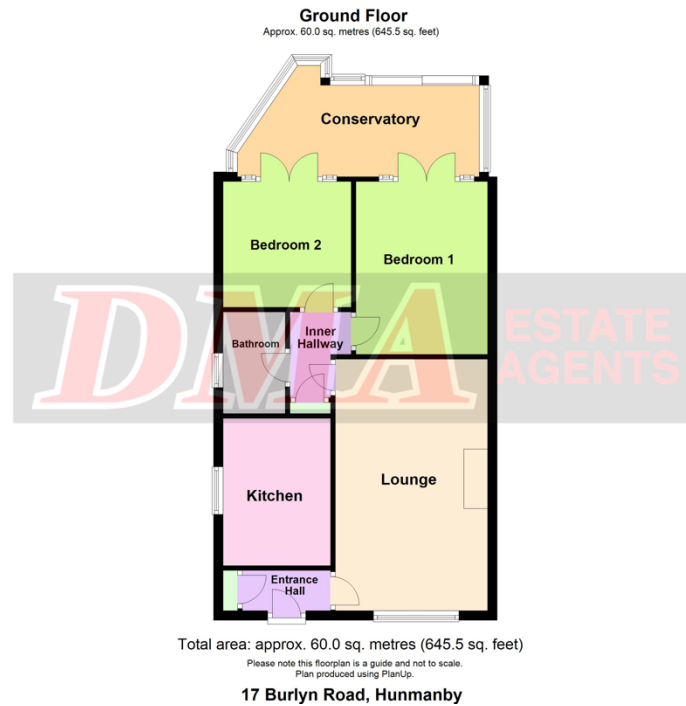 Ground Floor
Approx. 60.0 sq. metres (645.5 sq. feet)
Conservatory
Bedroom 2
Bedroom 1
Inner
Hallway
Bathroom
DMA
ESTATE
AGENTS
Kitchen
Lounge
Entrance
Hall
Total area: approx. 60.0 sq. metres (645.5 sq. feet)
Please note this floorplan is a guide and not to scale.
Plan produced using PlanUp.
17 Burlyn Road, Hunmanby